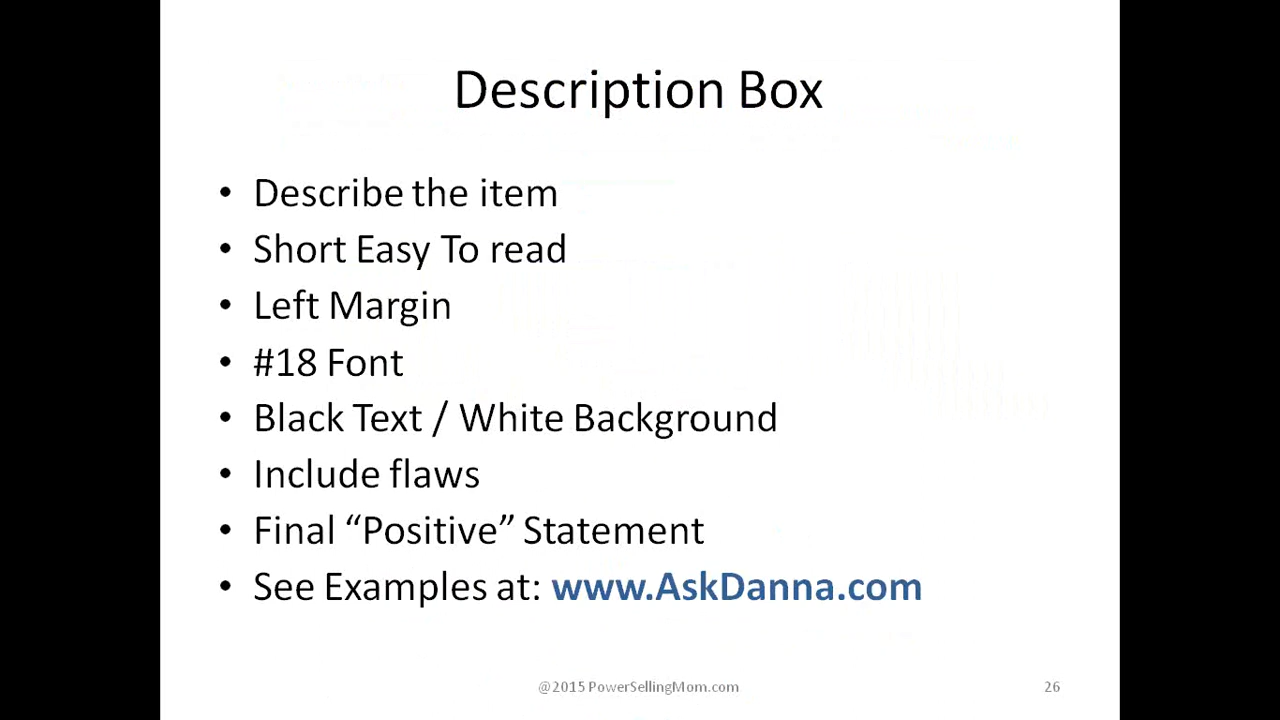 Description Box
• Describe the item
• Short Easy To read
• Left Margin
• #18 Font
• Black Text / White Background
• Include flaws
• Final “Positive” Statement
• See Examples at: www.AskDanna.com
@2015 PowerSellingMom.com
26